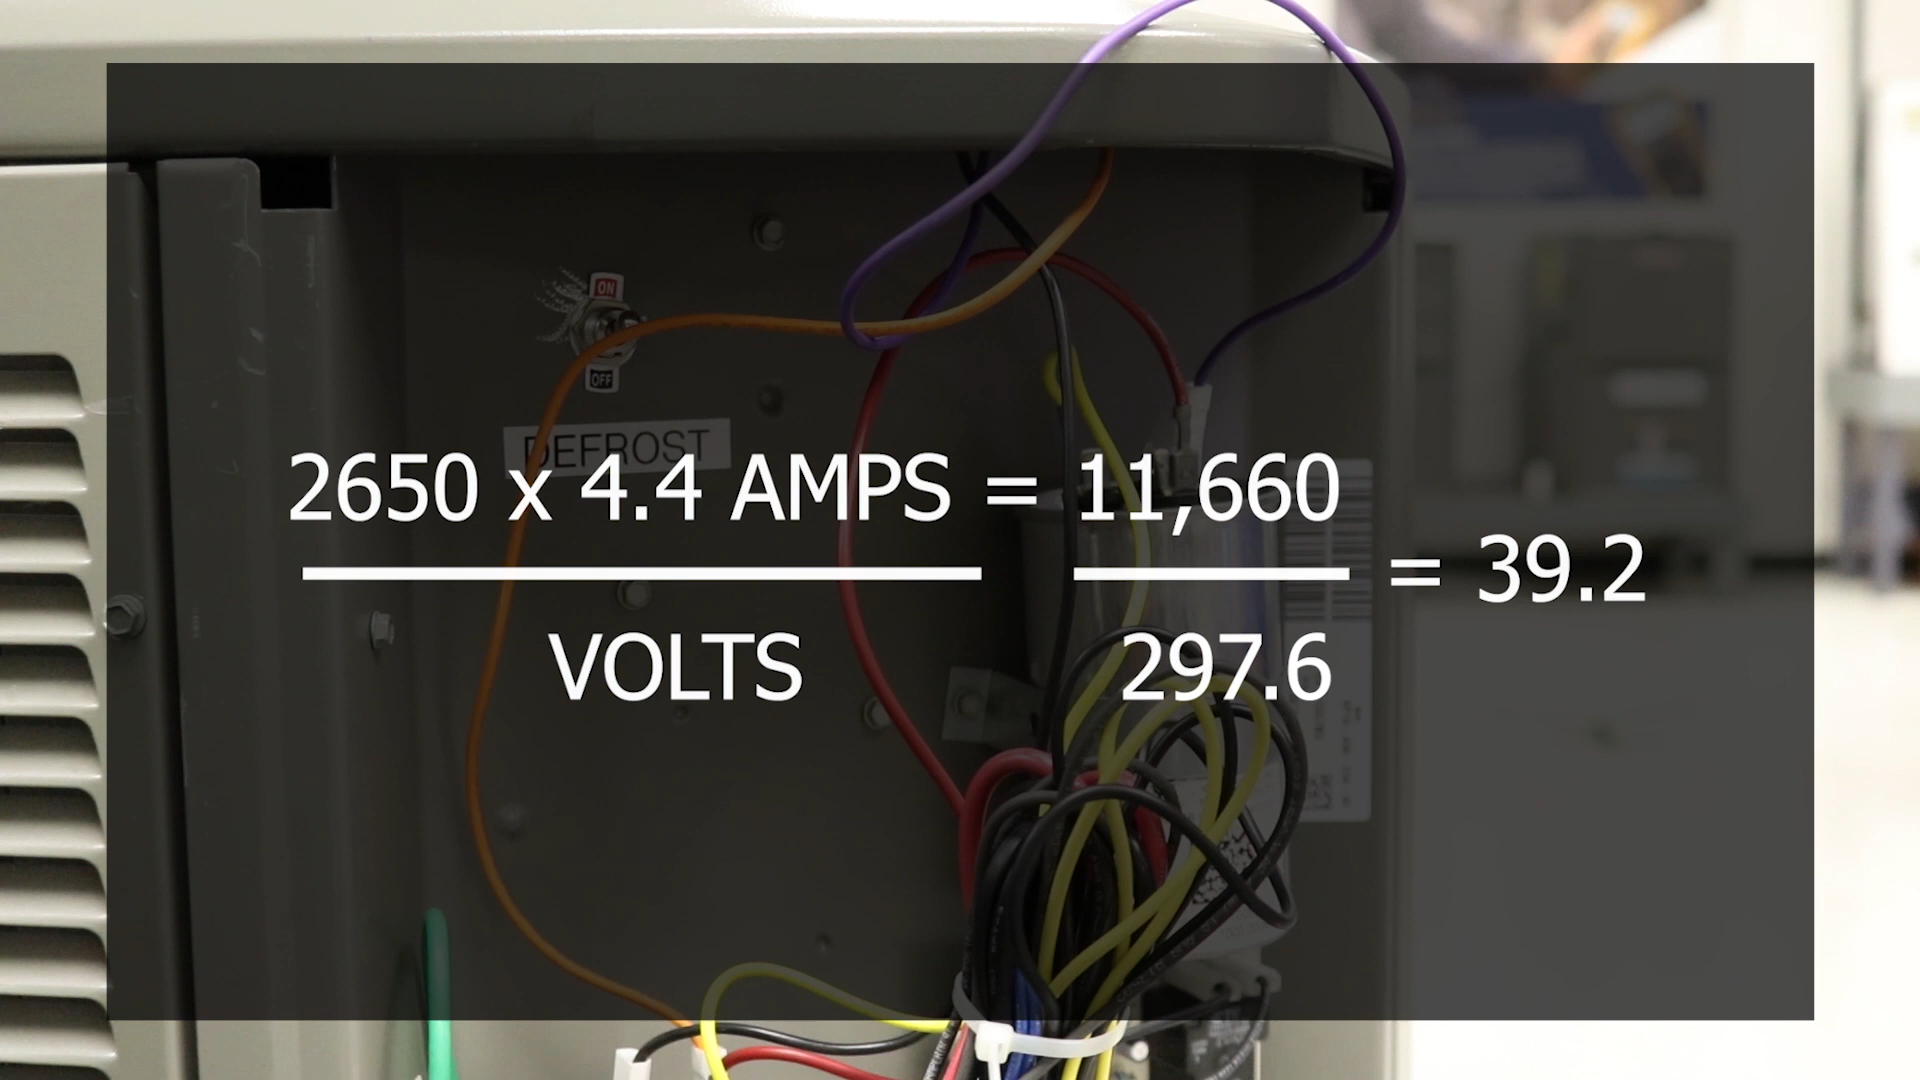 ON
OFF
DEFROST
2650 x 4.4 AMPS = 11,660
VOLTS 297.6
= 39.2